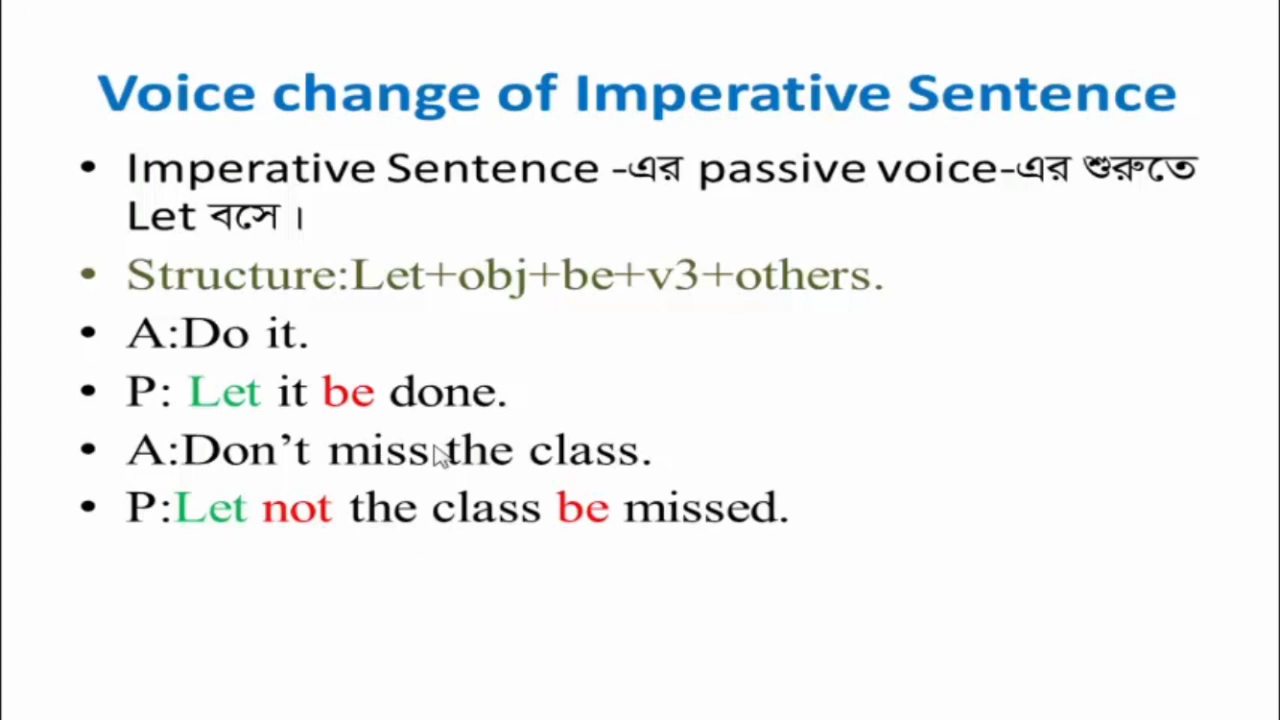 Voice change of Imperative Sentence
• Imperative Sentence -এর passive voice-এর শুরুতে
Let বসে।
• Structure:Let+obj+be+v3+others.
• A:Do it.
• P: Let it be done.
• A:Don’t miss the class.
• P:Let not the class be missed.